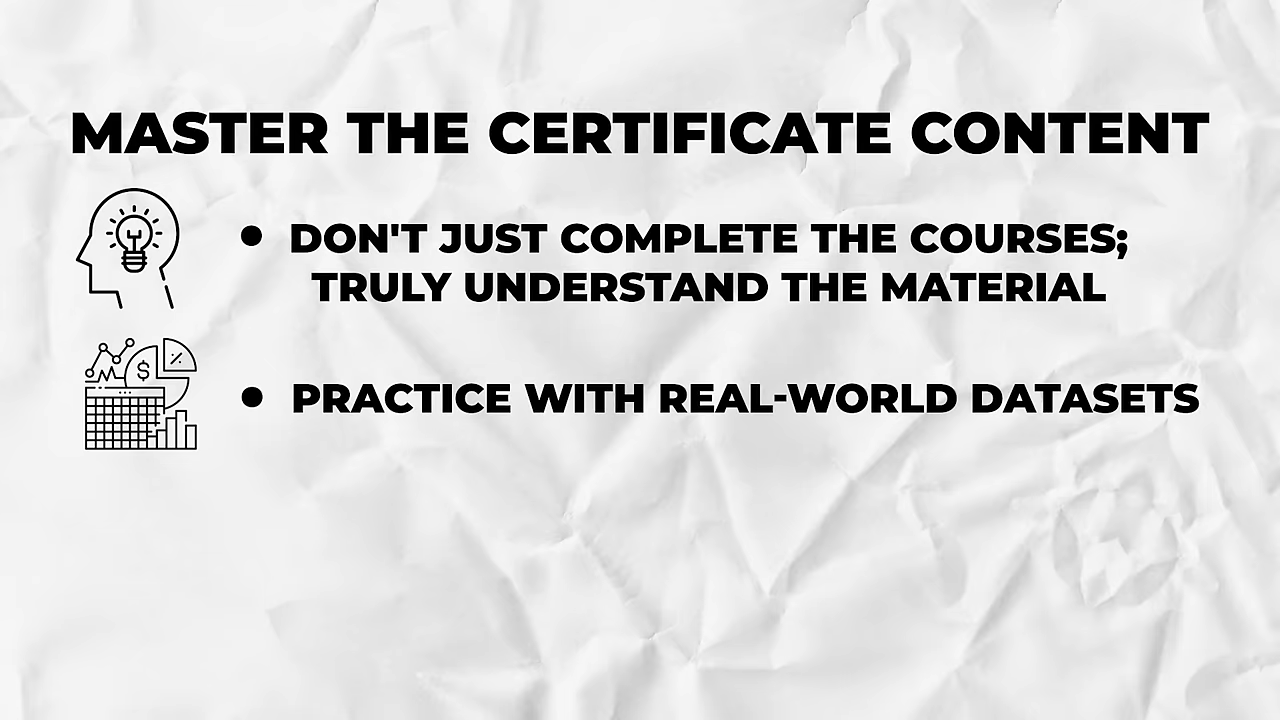 MASTER THE CERTIFICATE CONTENT
• DON'T JUST COMPLETE THE COURSES;
TRULY UNDERSTAND THE MATERIAL
$ %
• PRACTICE WITH REAL-WORLD DATASETS